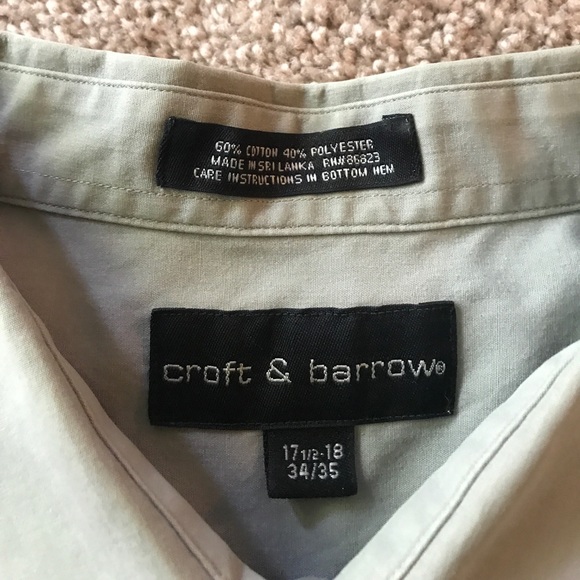 60% COTTON 40% POLYESTER
MADE IN SRI LANKA RN#86823
CARE INSTRUCTIONS IN BOTTOM HEM
croft & barrow®
17 1/2-18
34/35